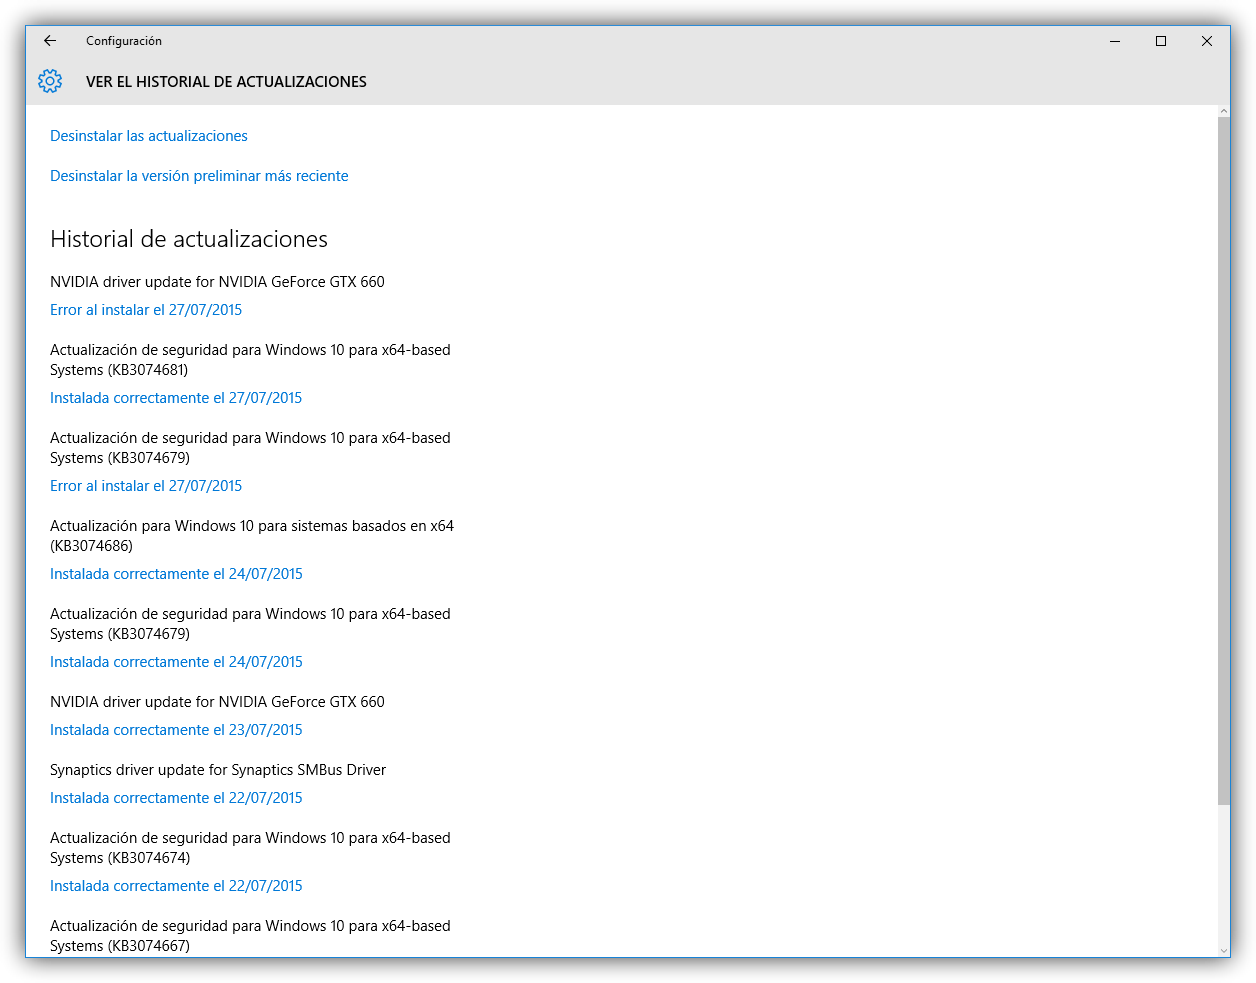 Configuración
VER EL HISTORIAL DE ACTUALIZACIONES
Desinstalar las actualizaciones
Desinstalar la versión preliminar más reciente
Historial de actualizaciones
NVIDIA driver update for NVIDIA GeForce GTX 660
Error al instalar el 27/07/2015
Actualización de seguridad para Windows 10 para x64-based
Systems (KB3074681)
Instalada correctamente el 27/07/2015
Actualización de seguridad para Windows 10 para x64-based
Systems (KB3074679)
Error al instalar el 27/07/2015
Actualización para Windows 10 para sistemas basados en x64
(KB3074686)
Instalada correctamente el 24/07/2015
Actualización de seguridad para Windows 10 para x64-based
Systems (KB3074679)
Instalada correctamente el 24/07/2015
NVIDIA driver update for NVIDIA GeForce GTX 660
Instalada correctamente el 23/07/2015
Synaptics driver update for Synaptics SMBus Driver
Instalada correctamente el 22/07/2015
Actualización de seguridad para Windows 10 para x64-based
Systems (KB3074674)
Instalada correctamente el 22/07/2015
Actualización de seguridad para Windows 10 para x64-based
Systems (KB3074667)